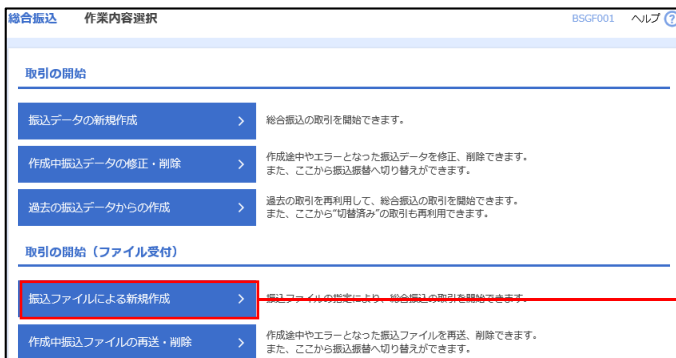 総合振込 作業内容選択 BSGF001 ヘルプ ?
取引の開始
振込データの新規作成 > 総合振込の取引を開始できます。
作成中振込データの修正・削除 > 作成途中やエラーとなった振込データを修正、削除できます。
また、ここから振込振替へ切り替えができます。
過去の振込データからの作成 > 過去の取引を再利用して、総合振込の取引を開始できます。
また、ここから"切替済み"の取引も再利用できます。
取引の開始（ファイル受付）
振込ファイルによる新規作成 > 振込ファイルの指定により、総合振込の取引を開始できます。
作成中振込ファイルの再送・削除 > 作成途中やエラーとなった振込ファイルを再送、削除できます。
また、ここから振込振替へ切り替えができます。